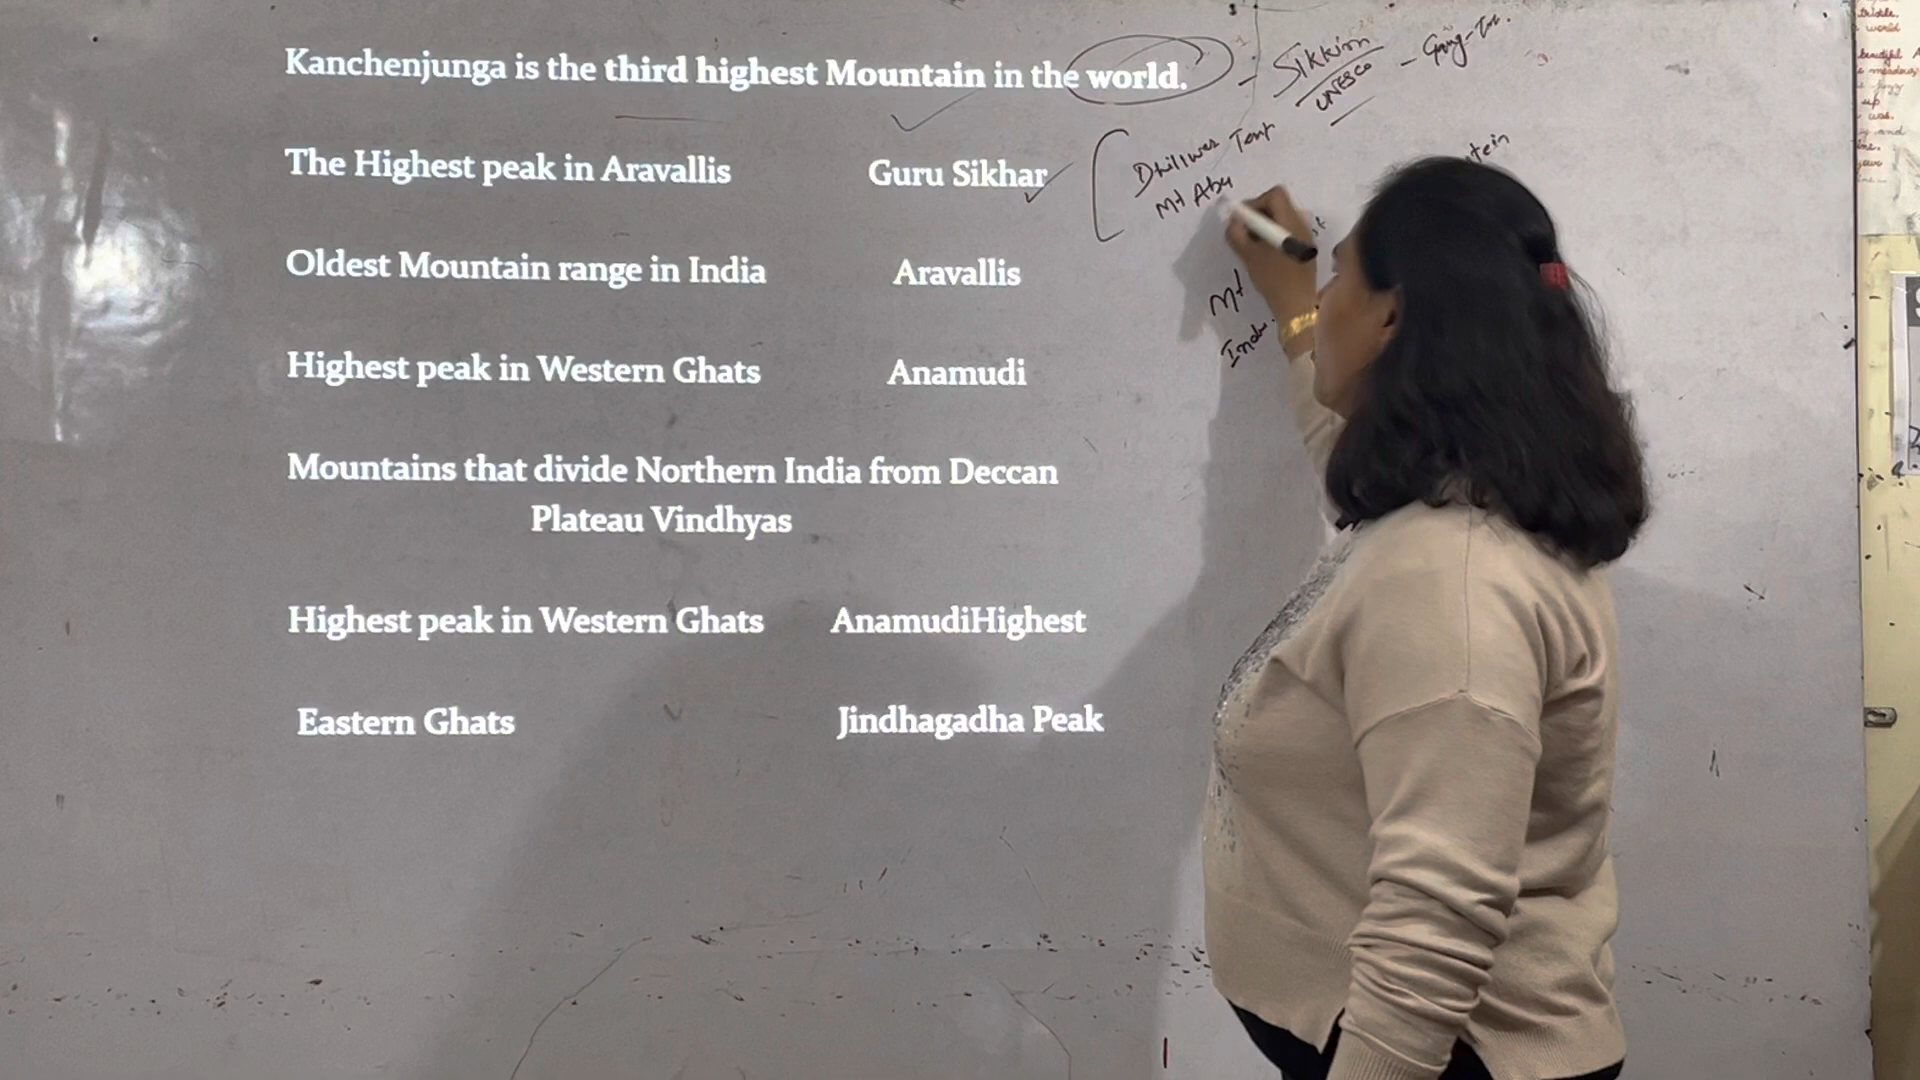 Kanchenjunga is the third highest Mountain in the world.
- Sikkim
UNESCO
The Highest peak in Aravallis Guru Sikhar
Mt Abu
Oldest Mountain range in India Aravallis
Mt
Highest peak in Western Ghats Anamudi
Mountains that divide Northern India from Deccan
Plateau Vindhyas
Highest peak in Western Ghats AnamudiHighest
Eastern Ghats Jindhagadha Peak